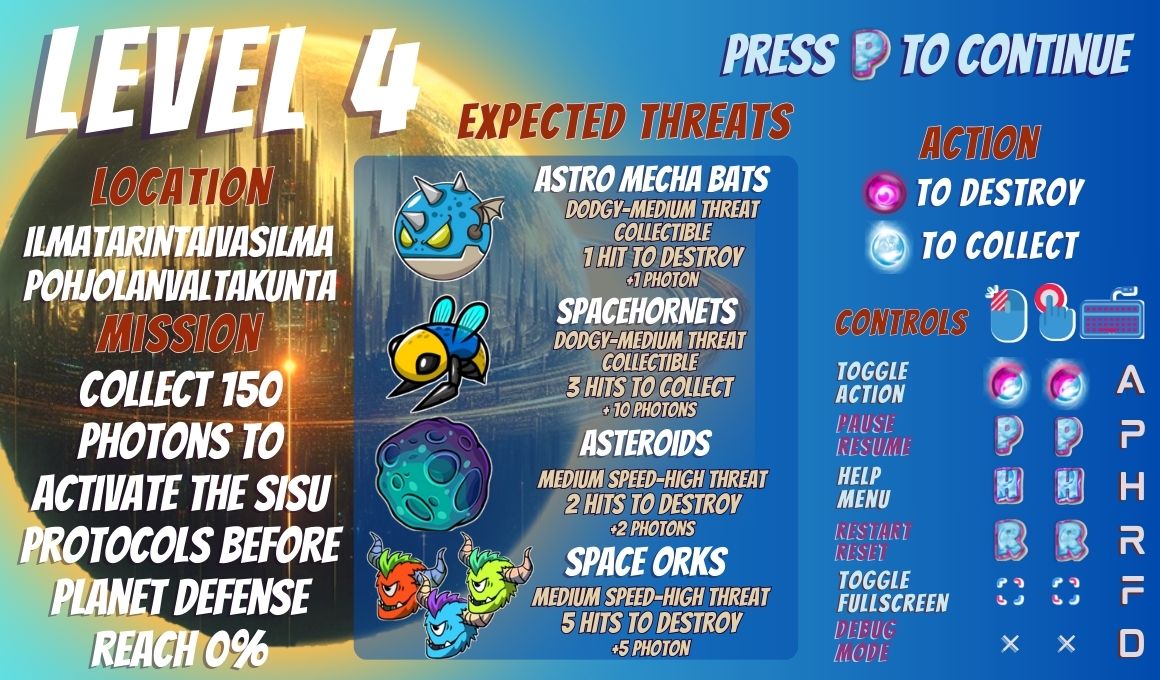 LEVEL 4
PRESS P TO CONTINUE
LOCATION
ILMATARINTAIVASILMA
POHJOLANVALTAKUNTA
MISSION
COLLECT 150
PHOTONS TO
ACTIVATE THE SISU
PROTOCOLS BEFORE
PLANET DEFENSE
REACH 0%
EXPECTED THREATS
ASTRO MECHA BATS
DODGY-MEDIUM THREAT
COLLECTIBLE
1 HIT TO DESTROY
+1 PHOTON
SPACEHORNETS
DODGY-MEDIUM THREAT
COLLECTIBLE
3 HITS TO COLLECT
+ 10 PHOTONS
ASTEROIDS
MEDIUM SPEED-HIGH THREAT
2 HITS TO DESTROY
+2 PHOTONS
SPACE ORKS
MEDIUM SPEED-HIGH THREAT
5 HITS TO DESTROY
+5 PHOTON
ACTION
TO DESTROY
TO COLLECT
CONTROLS
TOGGLE
ACTION A
PAUSE
RESUME P P P
HELP
MENU H H H
RESTART
RESET R R R
TOGGLE
FULLSCREEN F
DEBUG
MODE × × D